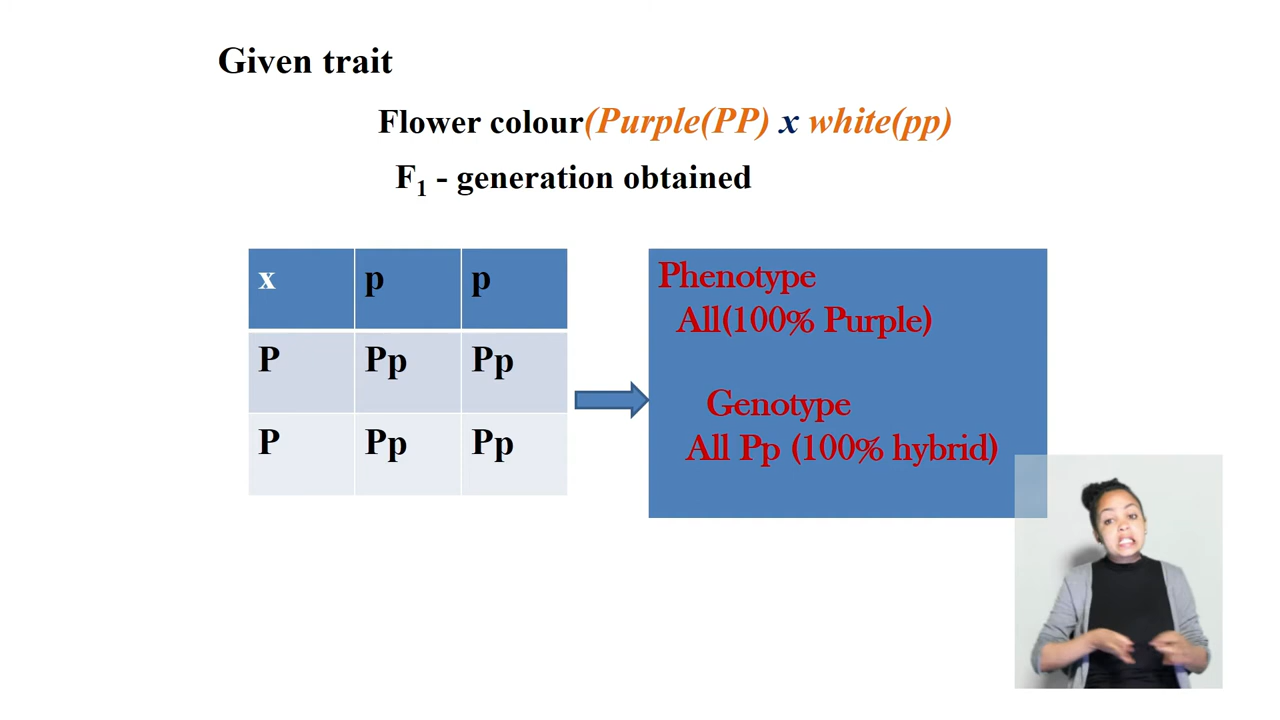 Given trait
Flower colour(Purple(PP) x white(pp)
F₁ - generation obtained
x p p
P Pp Pp
P Pp Pp
Phenotype
All(100% Purple)
Genotype
All Pp (100% hybrid)